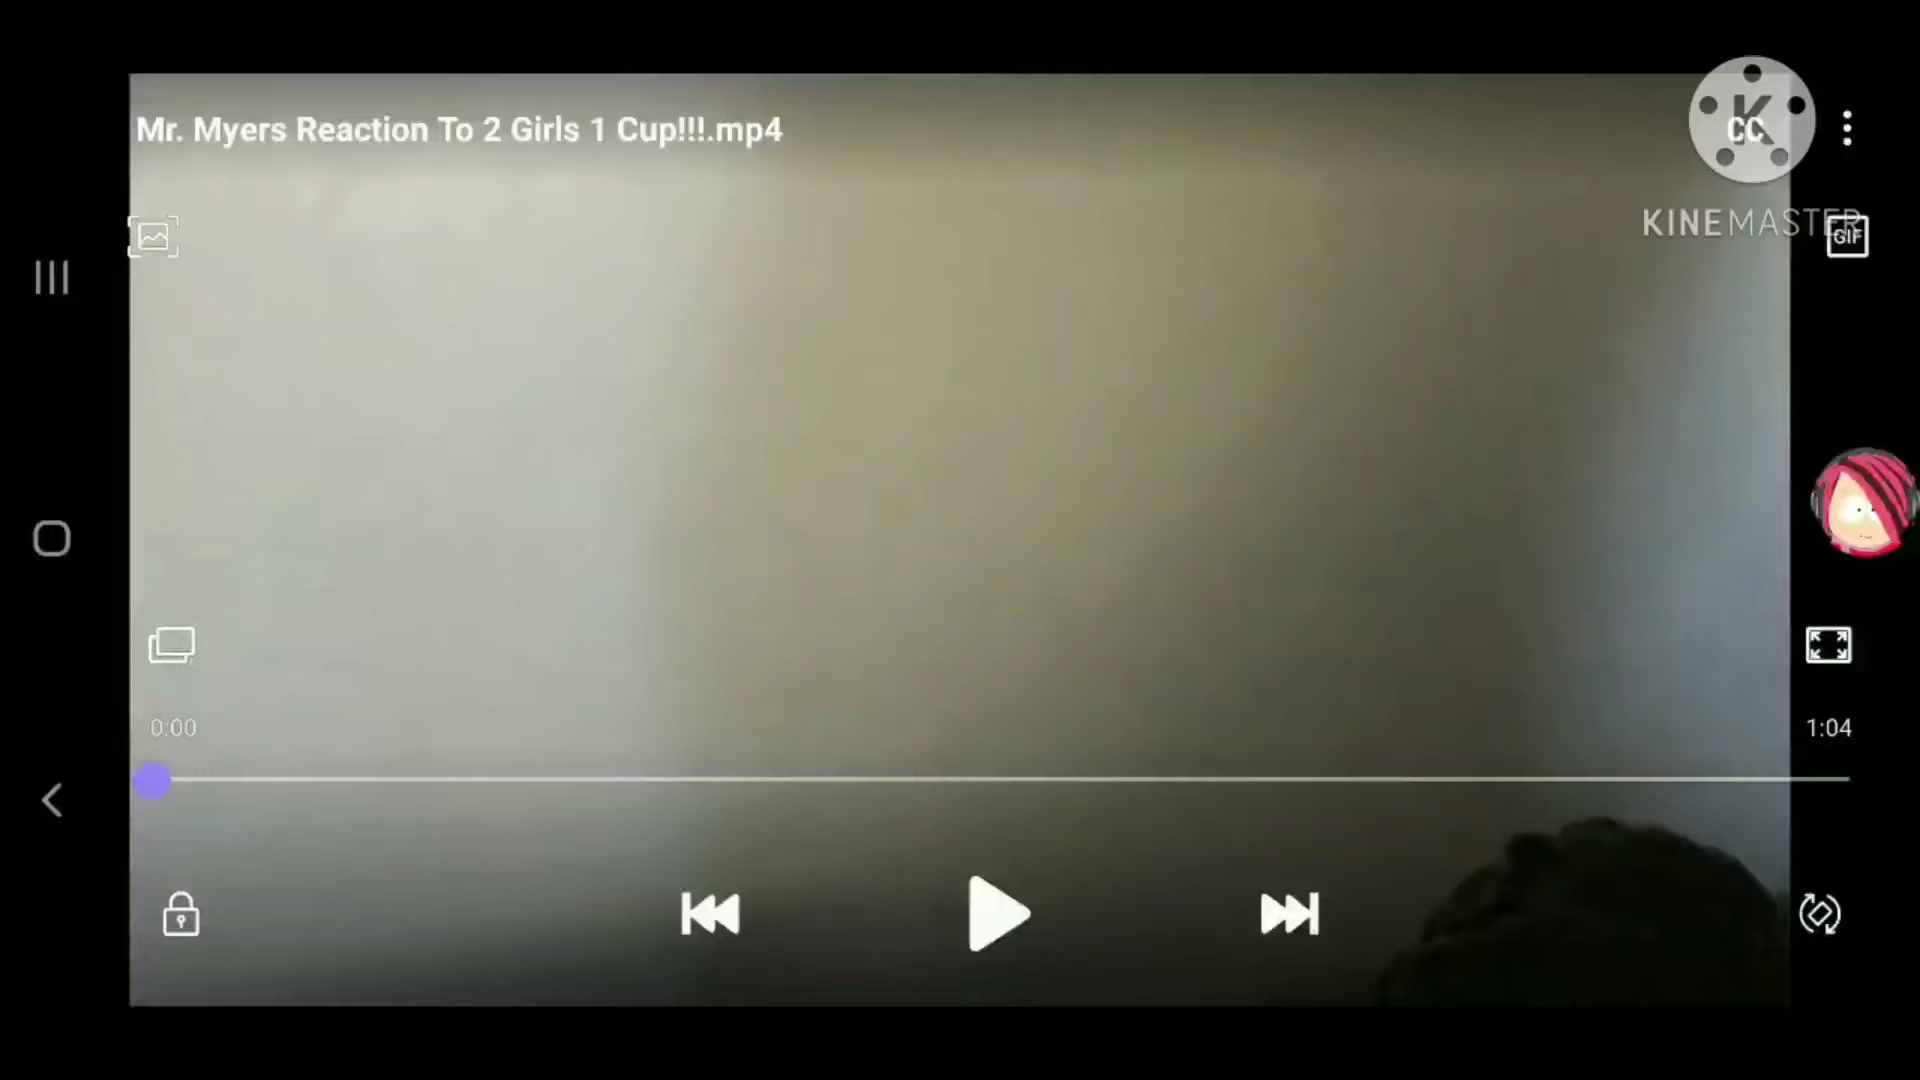 Mr. Myers Reaction To 2 Girls 1 Cup!!!.mp4
K
CC
KINEMASTER
GIF
0:00
1:04